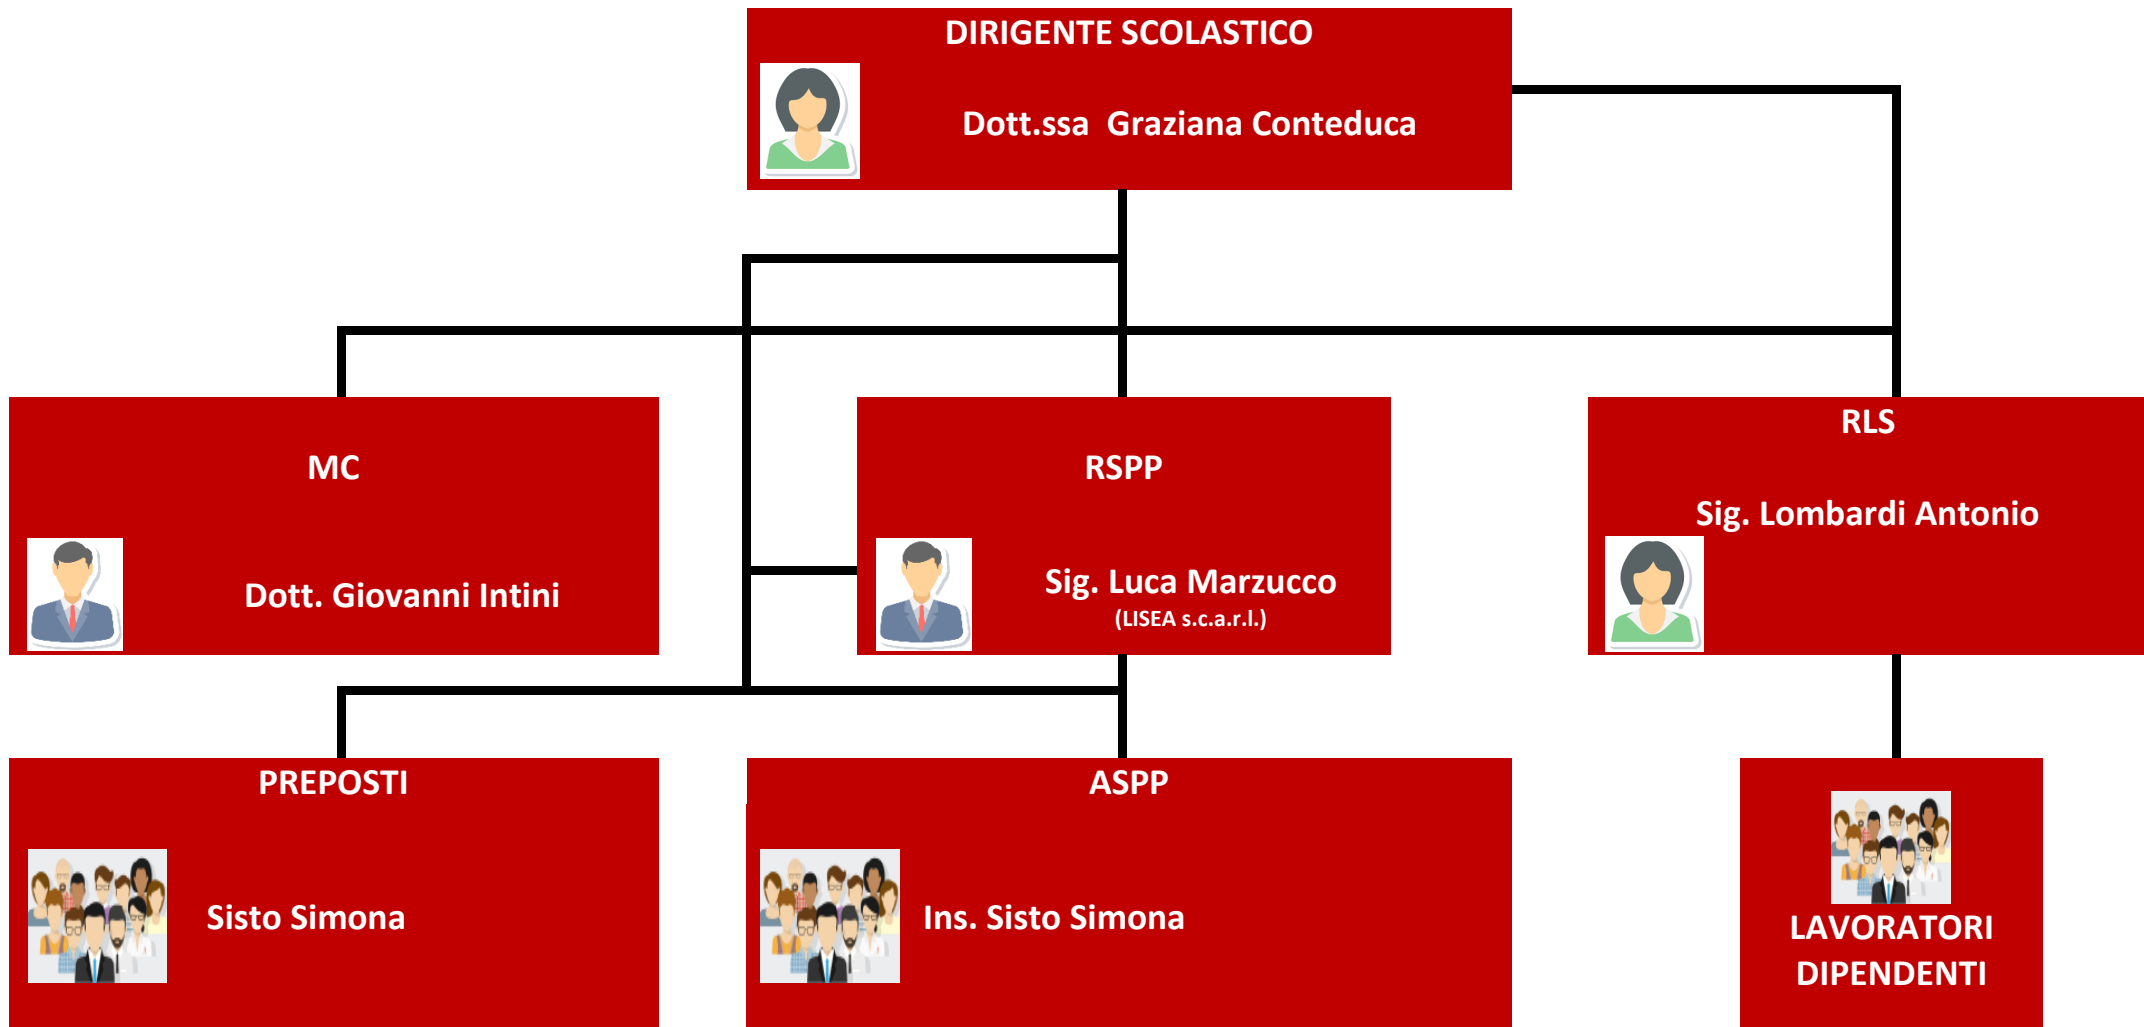 DIRIGENTE SCOLASTICO
Dott.ssa  Graziana Conteduca
MC
Dott. Giovanni Intini
RSPP
Sig. Luca Marzucco
(LISEA s.c.a.r.l.)
RLS
Sig. Lombardi Antonio
PREPOSTI
Sisto Simona
ASPP
Ins. Sisto Simona
LAVORATORI
DIPENDENTI